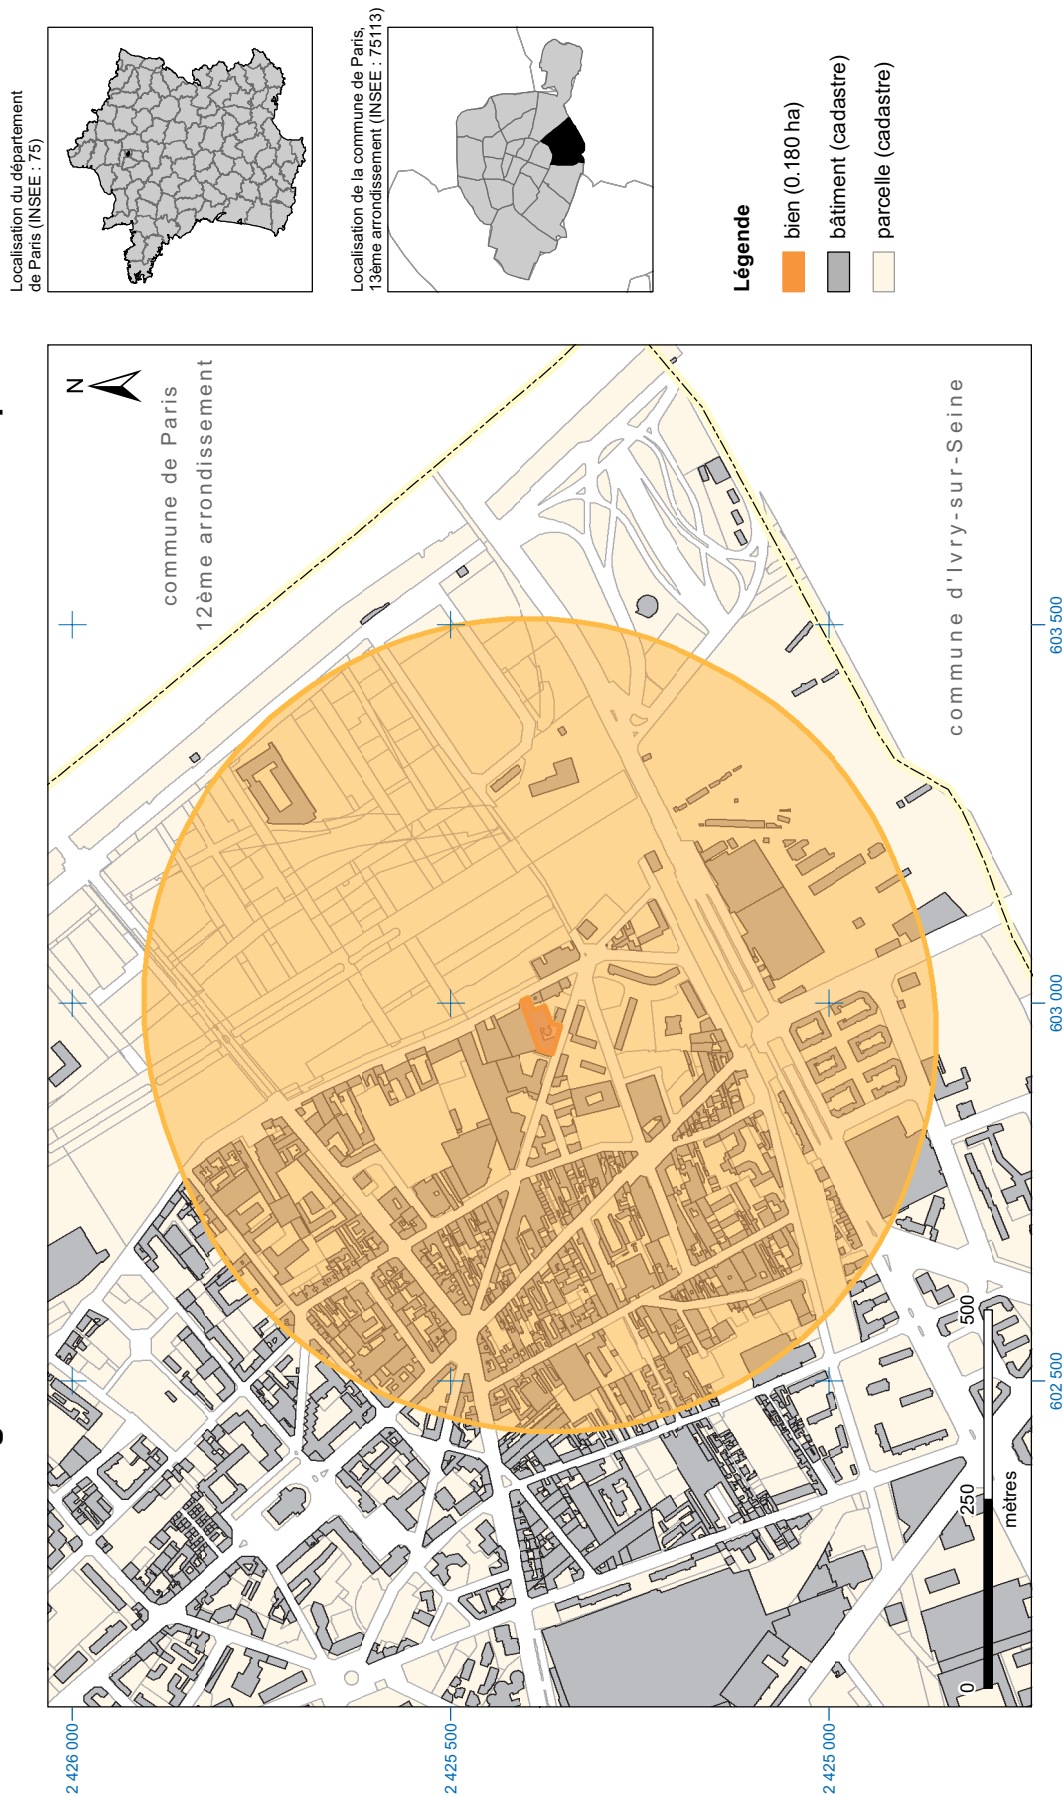 Localisation du département
de Paris (INSEE : 75)
Localisation de la commune de Paris,
13ème arrondissement (INSEE : 75113)
Légende
bien (0.180 ha)
bâtiment (cadastre)
parcelle (cadastre)
N
commune de Paris
12ème arrondissement
commune d'Ivry-sur-Seine
2 426 000
2 425 500
2 425 000
602 500
603 000
603 500
0
250
500
mètres